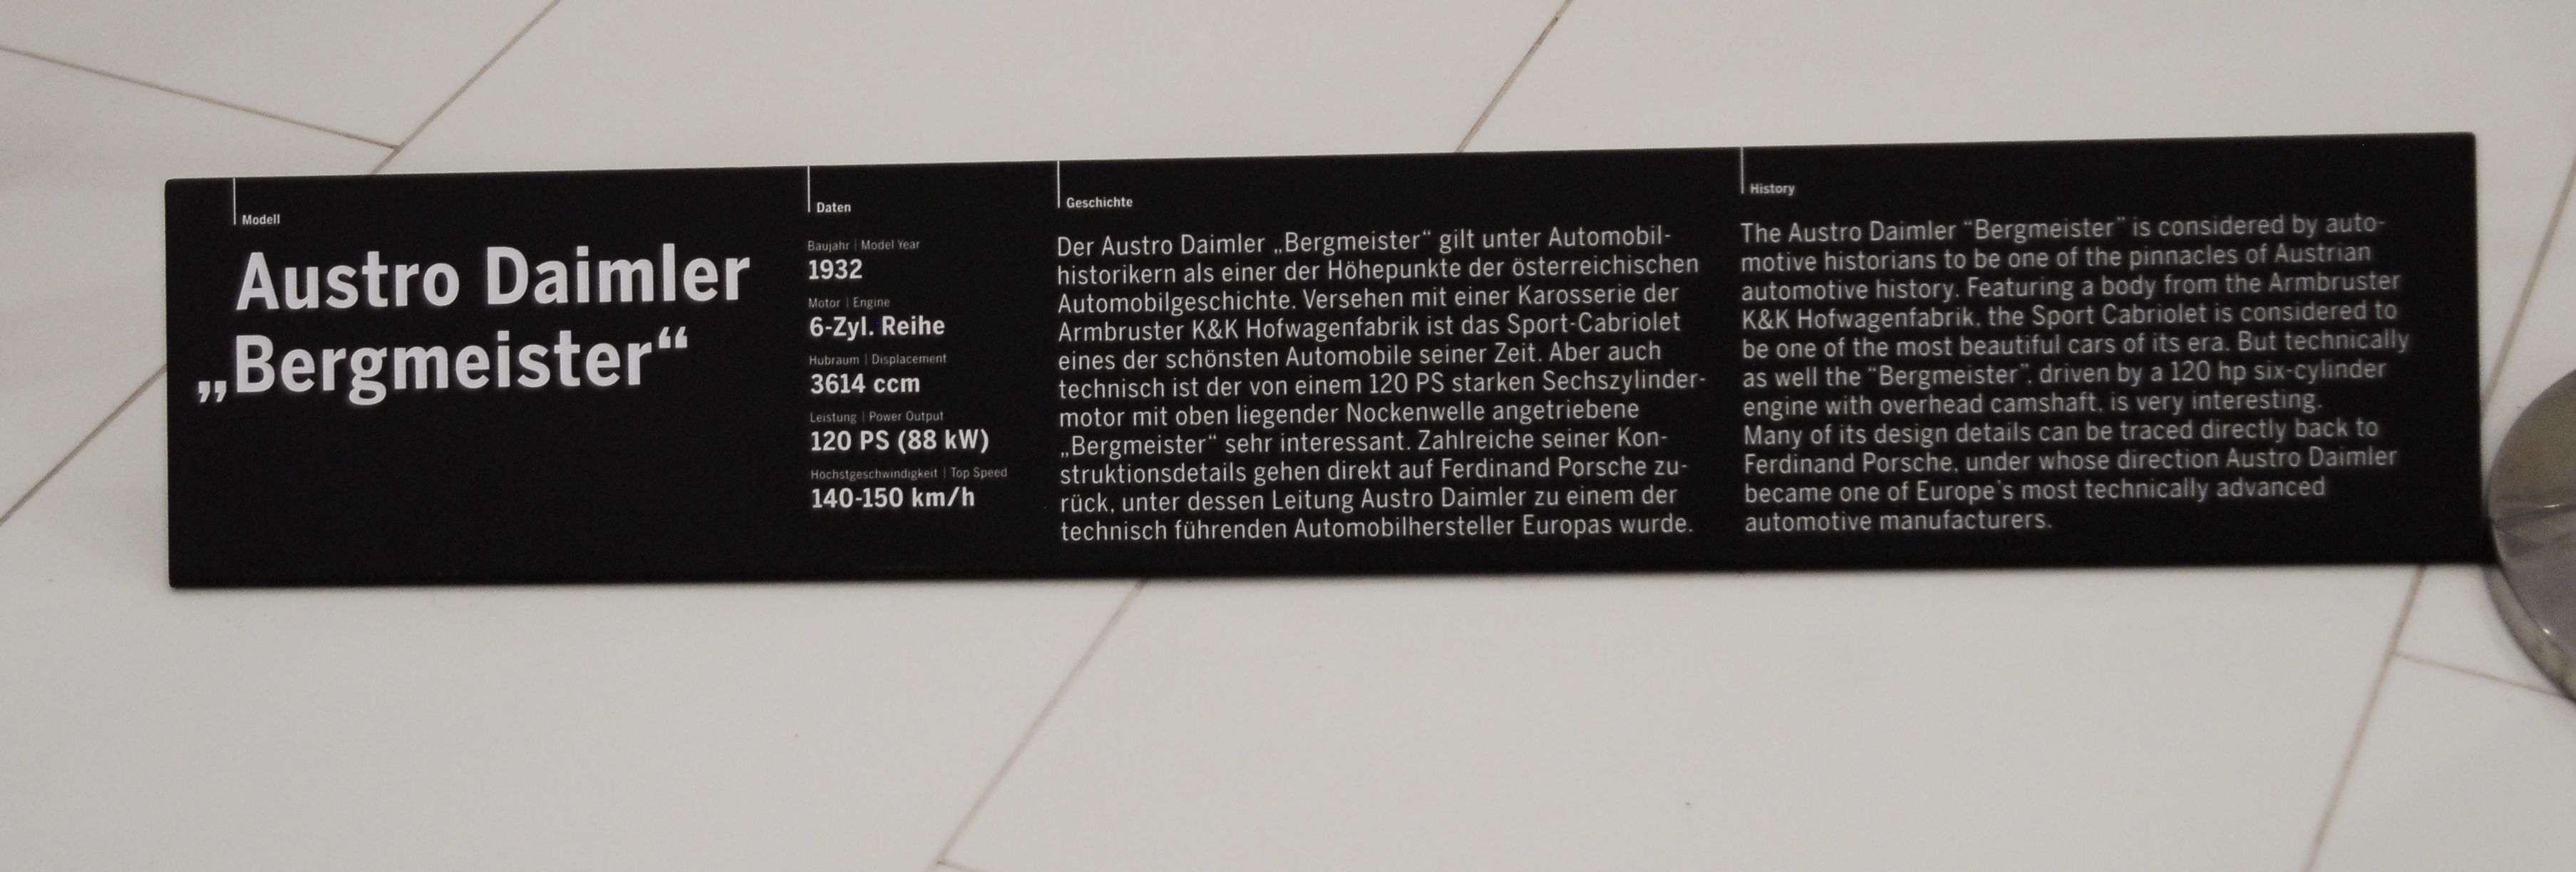 Modell
Austro Daimler
„Bergmeister“
Daten
Baujahr | Model Year
1932
Motor | Engine
6-Zyl. Reihe
Hubraum | Displacement
3614 ccm
Leistung | Power Output
120 PS (88 kW)
Höchstgeschwindigkeit | Top Speed
140-150 km/h
Geschichte
Der Austro Daimler „Bergmeister“ gilt unter Automobil-
historikern als einer der Höhepunkte der österreichischen
Automobilgeschichte. Versehen mit einer Karosserie der
Armbruster K&K Hofwagenfabrik ist das Sport-Cabriolet
eines der schönsten Automobile seiner Zeit. Aber auch
technisch ist der von einem 120 PS starken Sechszylinder-
motor mit oben liegender Nockenwelle angetriebene
„Bergmeister“ sehr interessant. Zahlreiche seiner Kon-
struktionsdetails gehen direkt auf Ferdinand Porsche zu-
rück, unter dessen Leitung Austro Daimler zu einem der
technisch führenden Automobilhersteller Europas wurde.
History
The Austro Daimler “Bergmeister” is considered by auto-
motive historians to be one of the pinnacles of Austrian
automotive history. Featuring a body from the Armbruster
K&K Hofwagenfabrik, the Sport Cabriolet is considered to
be one of the most beautiful cars of its era. But technically
as well the “Bergmeister”, driven by a 120 hp six-cylinder
engine with overhead camshaft, is very interesting.
Many of its design details can be traced directly back to
Ferdinand Porsche, under whose direction Austro Daimler
became one of Europe's most technically advanced
automotive manufacturers.